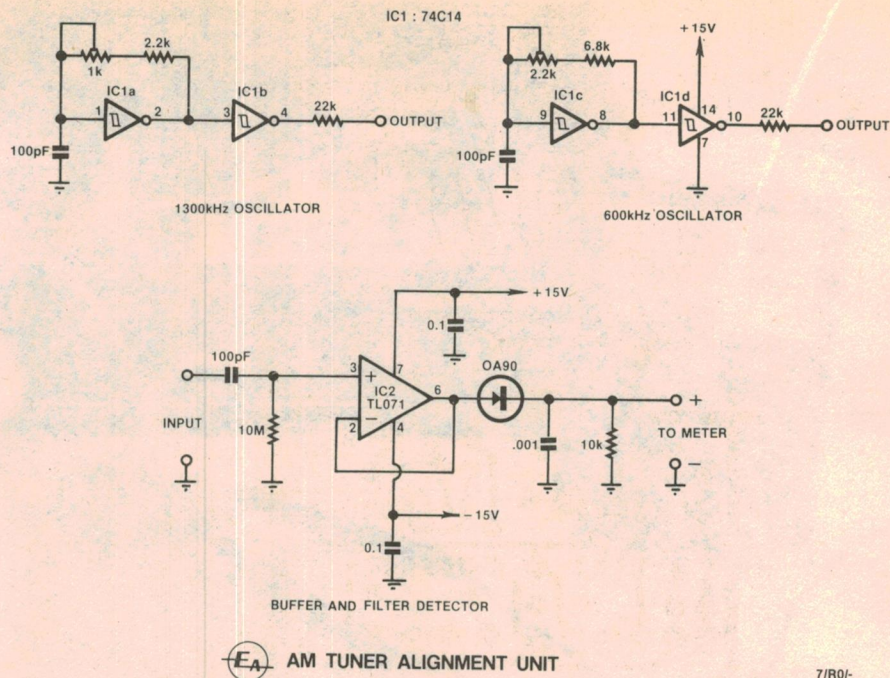 IC1 : 74C14
1k
2.2k
IC1a
1
2
IC1b
3
4
22k
OUTPUT
100pF
1300kHz OSCILLATOR
+15V
2.2k
6.8k
IC1c
9
8
IC1d
11
14
10
7
22k
OUTPUT
100pF
600kHz OSCILLATOR
+15V
0.1
100pF
INPUT
10M
3
+
7
IC2
TL071
6
2
−
4
OA90
.001
10k
+
TO METER
−
−15V
0.1
BUFFER AND FILTER DETECTOR
EA AM TUNER ALIGNMENT UNIT
7/R0/-